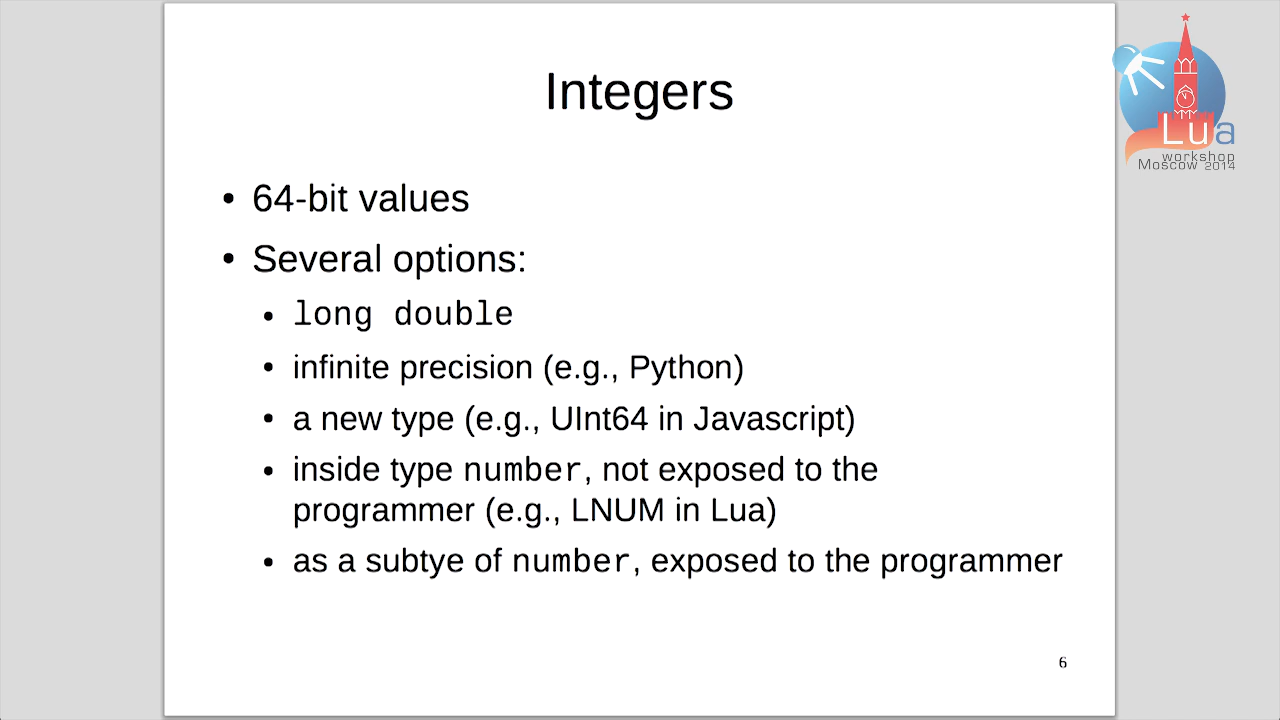 Integers
• 64-bit values
• Several options:
• long double
• infinite precision (e.g., Python)
• a new type (e.g., UInt64 in Javascript)
• inside type number, not exposed to the
programmer (e.g., LNUM in Lua)
• as a subtye of number, exposed to the programmer
6
Lua
workshop
Moscow 2014